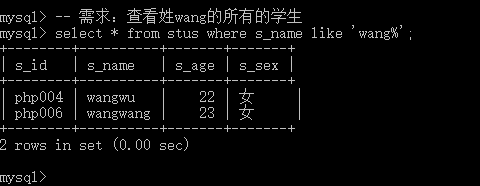 mysql> -- 需求：查看姓wang的所有的学生
mysql> select * from stus where s_name like 'wang%';
+--------+----------+-------+-------+
| s_id   | s_name   | s_age | s_sex |
+--------+----------+-------+-------+
| php004 | wangwu   |    22 | 女    |
| php006 | wangwang |    23 | 女    |
+--------+----------+-------+-------+
2 rows in set (0.00 sec)
mysql>